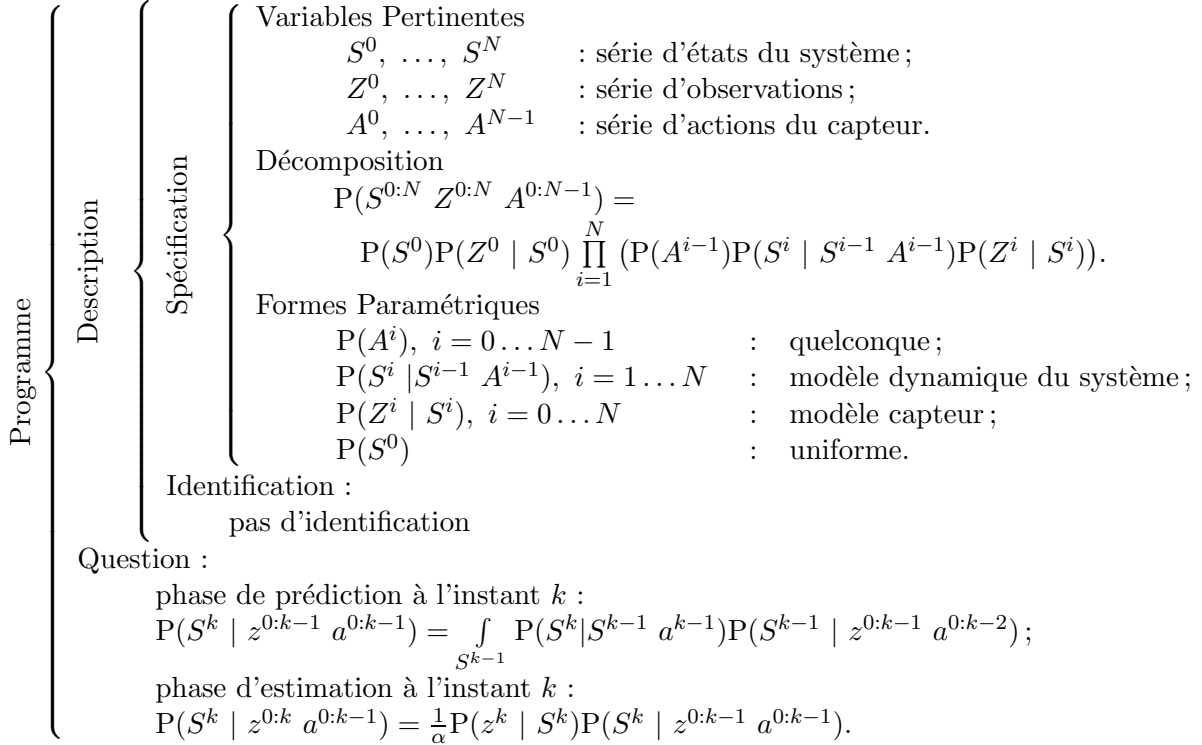 Programme
Description
Spécification
Variables Pertinentes
S^0, …, S^N : série d'états du système ;
Z^0, …, Z^N : série d'observations ;
A^0, …, A^{N−1} : série d'actions du capteur.
Décomposition
P(S^{0:N} Z^{0:N} A^{0:N−1}) =
P(S^0)P(Z^0 | S^0) ∏_{i=1}^{N} (P(A^{i−1})P(S^i | S^{i−1} A^{i−1})P(Z^i | S^i)).
Formes Paramétriques
P(A^i), i = 0 … N − 1 : quelconque ;
P(S^i |S^{i−1} A^{i−1}), i = 1 … N : modèle dynamique du système ;
P(Z^i | S^i), i = 0 … N : modèle capteur ;
P(S^0) : uniforme.
Identification :
pas d'identification
Question :
phase de prédiction à l'instant k :
P(S^k | z^{0:k−1} a^{0:k−1}) = ∫_{S^{k−1}} P(S^k|S^{k−1} a^{k−1})P(S^{k−1} | z^{0:k−1} a^{0:k−2}) ;
phase d'estimation à l'instant k :
P(S^k | z^{0:k} a^{0:k−1}) = \frac{1}{α}P(z^k | S^k)P(S^k | z^{0:k−1} a^{0:k−1}).